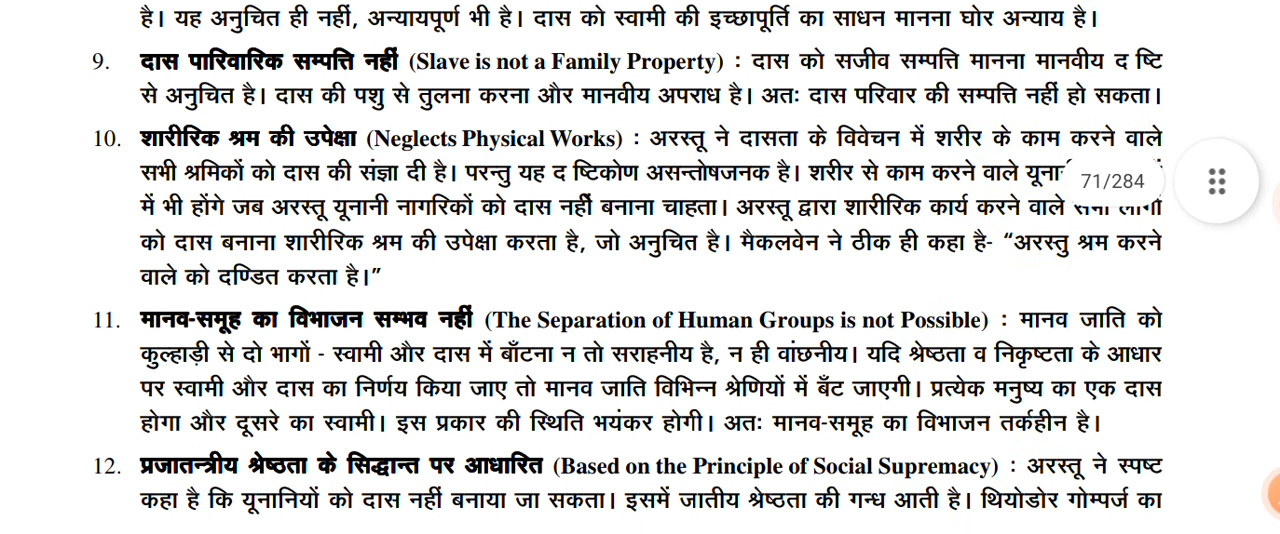 है। यह अनुचित ही नहीं, अन्यायपूर्ण भी है। दास को स्वामी की इच्छापूर्ति का साधन मानना घोर अन्याय है।
9. दास पारिवारिक सम्पत्ति नहीं (Slave is not a Family Property) : दास को सजीव सम्पत्ति मानना मानवीय द ष्टि
से अनुचित है। दास की पशु से तुलना करना और मानवीय अपराध है। अतः दास परिवार की सम्पत्ति नहीं हो सकता।
10. शारीरिक श्रम की उपेक्षा (Neglects Physical Works) : अरस्तू ने दासता के विवेचन में शरीर के काम करने वाले
सभी श्रमिकों को दास की संज्ञा दी है। परन्तु यह द ष्टिकोण असन्तोषजनक है। शरीर से काम करने वाले
71/284
में भी होंगे जब अरस्तू यूनानी नागरिकों को दास नहीं बनाना चाहता। अरस्तू द्वारा शारीरिक कार्य करने वाले
को दास बनाना शारीरिक श्रम की उपेक्षा करता है, जो अनुचित है। मैकलवेन ने ठीक ही कहा है- “अरस्तु श्रम करने
वाले को दण्डित करता है।”
11. मानव-समूह का विभाजन सम्भव नहीं (The Separation of Human Groups is not Possible) : मानव जाति को
कुल्हाड़ी से दो भागों - स्वामी और दास में बाँटना न तो सराहनीय है, न ही वांछनीय। यदि श्रेष्ठता व निकृष्टता के आधार
पर स्वामी और दास का निर्णय किया जाए तो मानव जाति विभिन्न श्रेणियों में बँट जाएगी। प्रत्येक मनुष्य का एक दास
होगा और दूसरे का स्वामी। इस प्रकार की स्थिति भयंकर होगी। अतः मानव-समूह का विभाजन तर्कहीन है।
12. प्रजातन्त्रीय श्रेष्ठता के सिद्धान्त पर आधारित (Based on the Principle of Social Supremacy) : अरस्तू ने स्पष्ट
कहा है कि यूनानियों को दास नहीं बनाया जा सकता। इसमें जातीय श्रेष्ठता की गन्ध आती है। थियोडोर गोम्पर्ज का